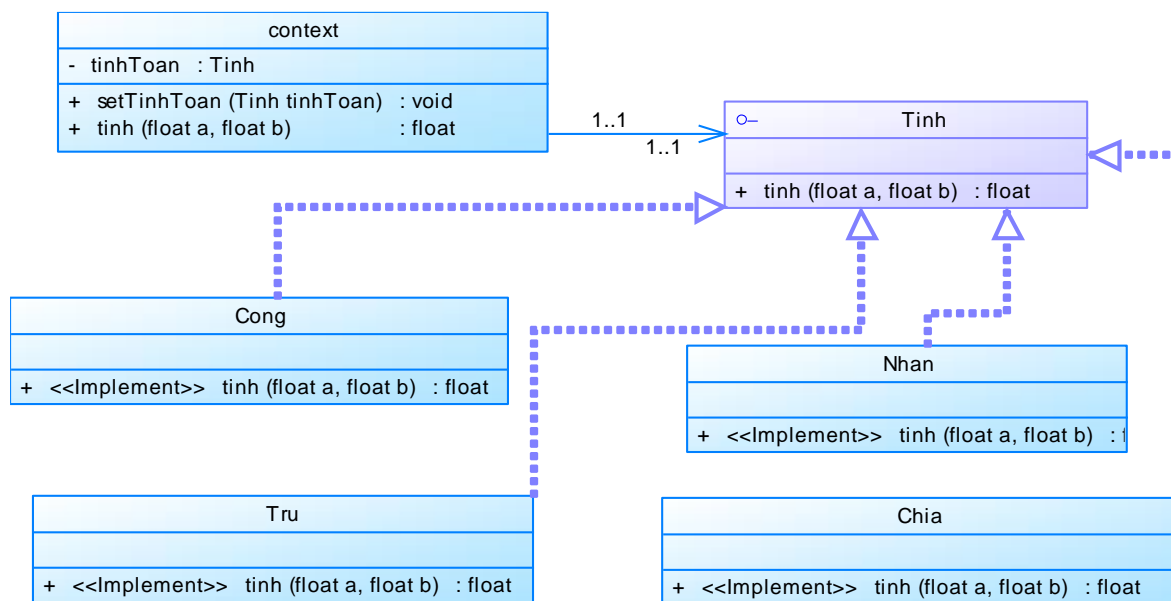 context
- tinhToan : Tinh
+ setTinhToan (Tinh tinhToan) : void
+ tinh (float a, float b) : float
1..1
1..1
Tinh
+ tinh (float a, float b) : float
Cong
+ <<Implement>> tinh (float a, float b) : float
Nhan
+ <<Implement>> tinh (float a, float b) :
Tru
+ <<Implement>> tinh (float a, float b) : float
Chia
+ <<Implement>> tinh (float a, float b) : float